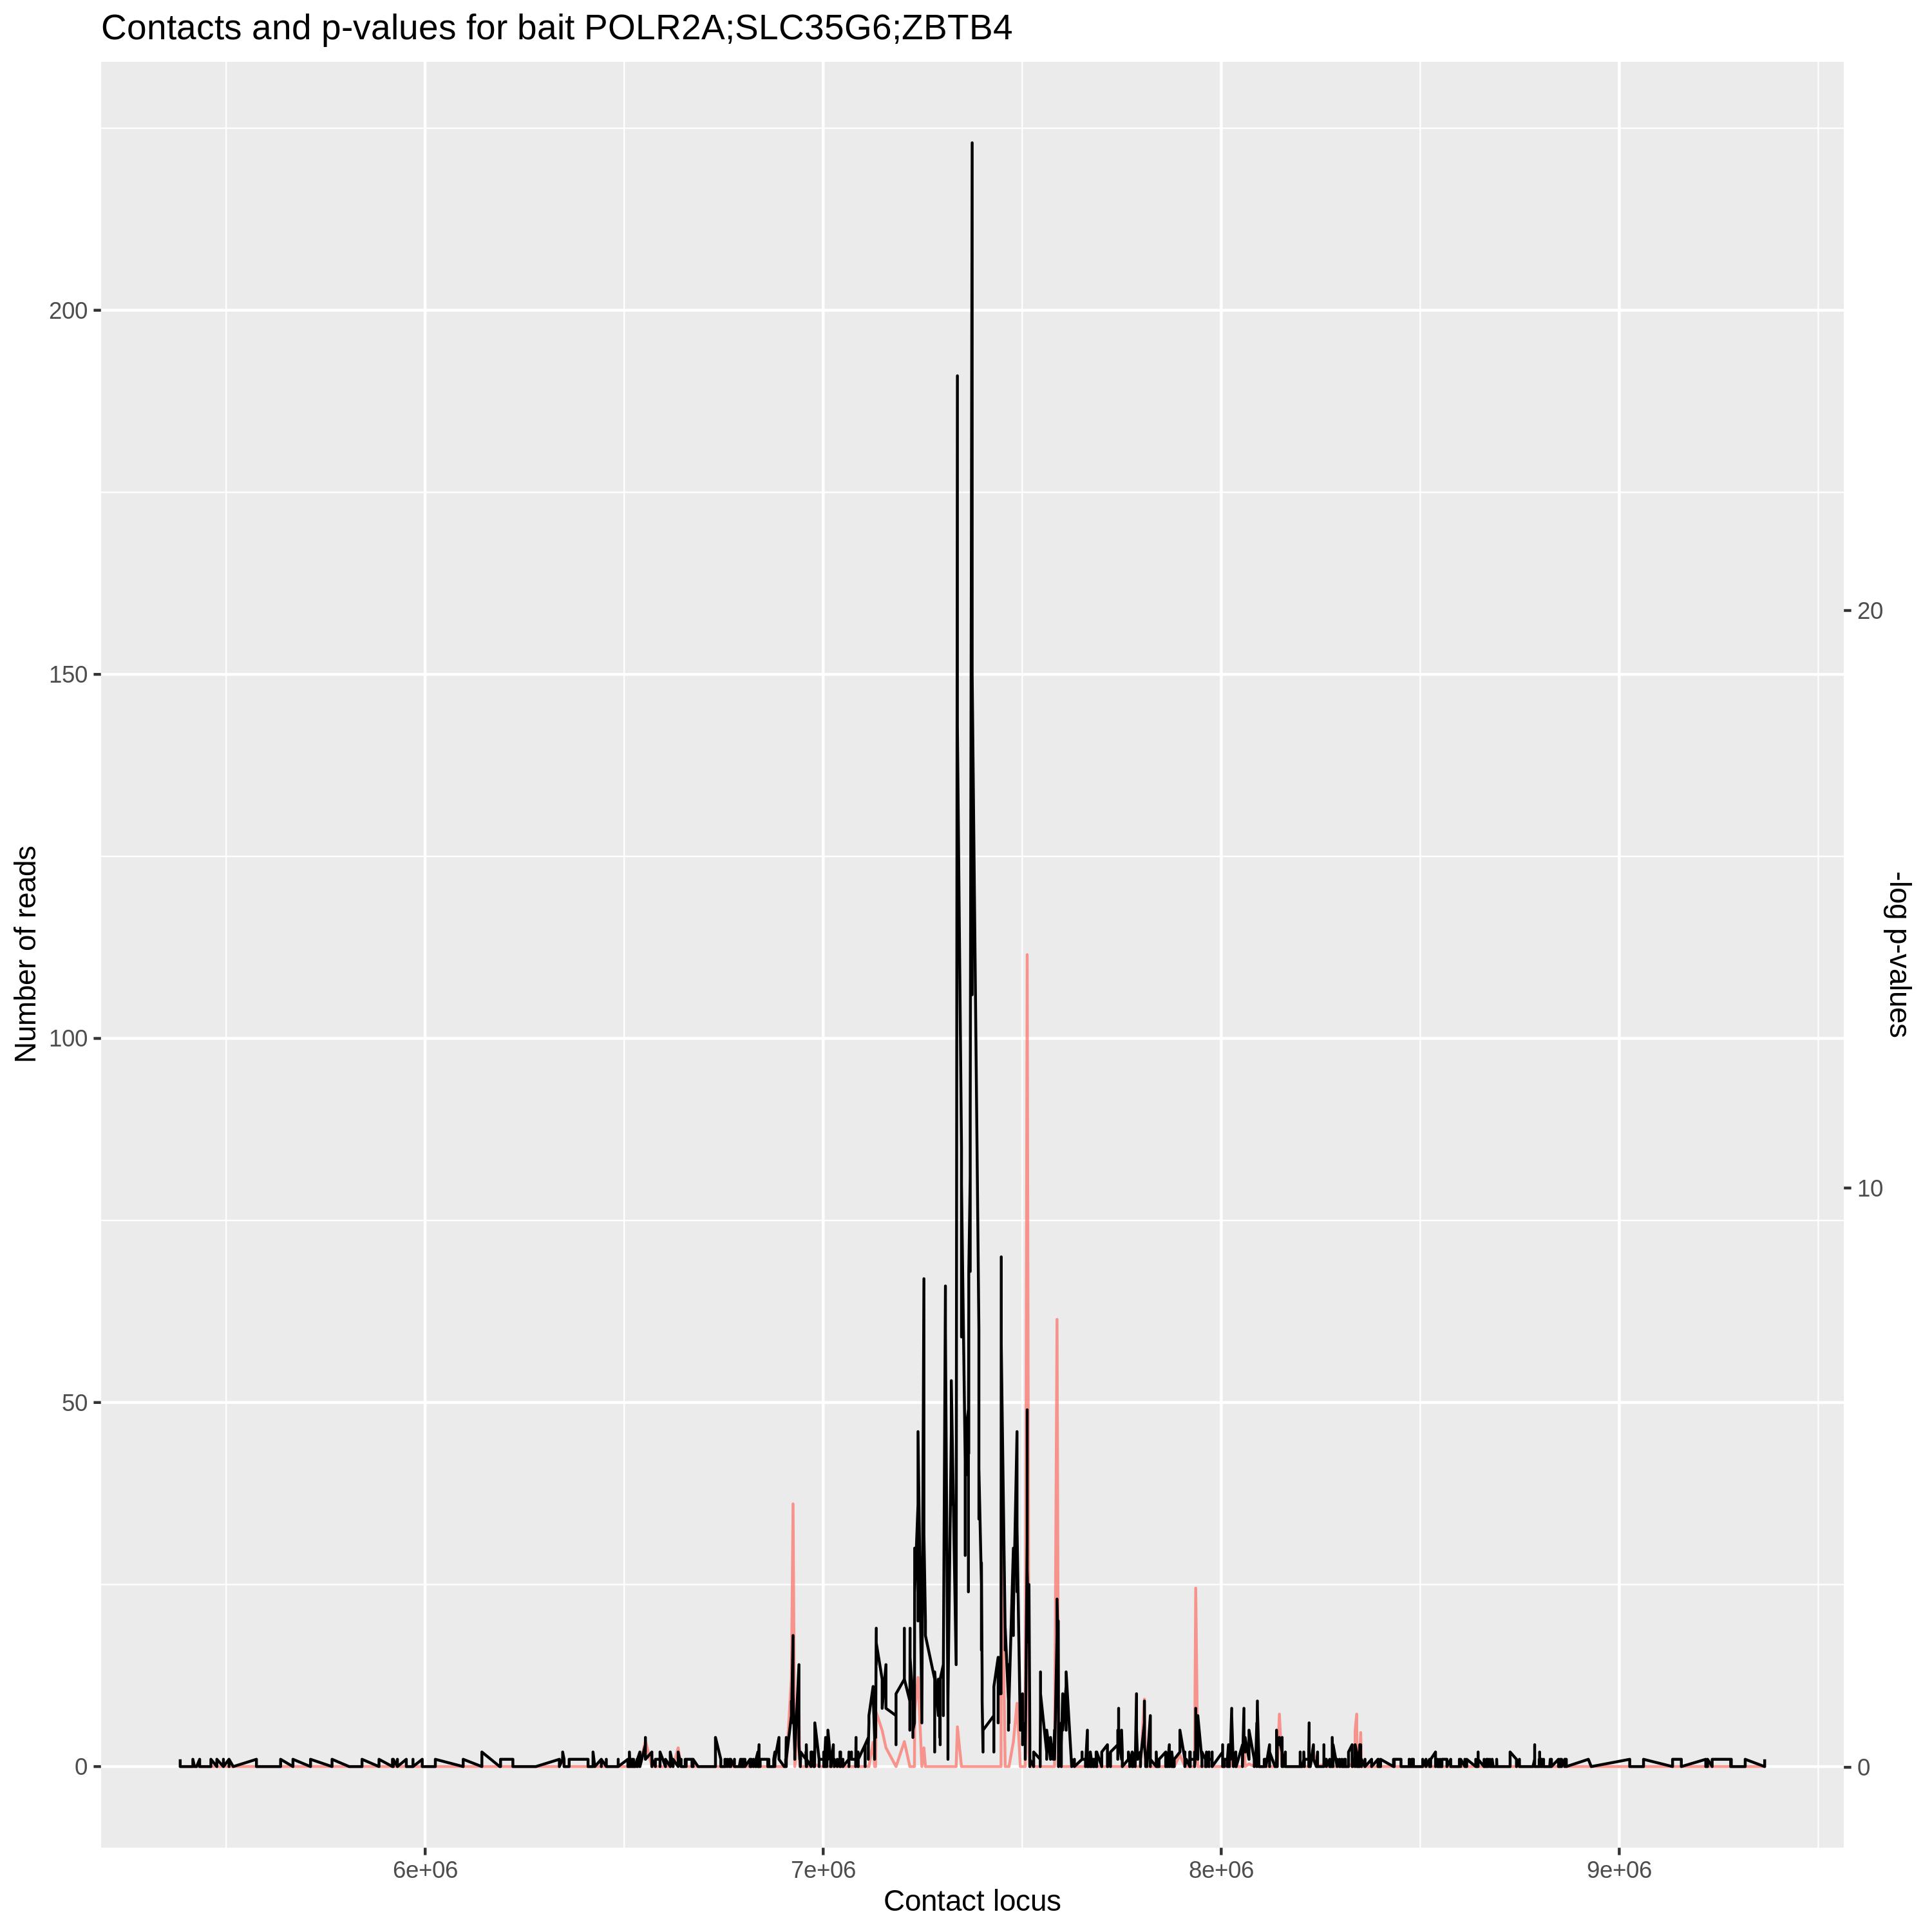 Contacts and p-values for bait POLR2A;SLC35G6;ZBTB4
Number of reads
200
150
100
50
0
20
10
0
-log p-values
6e+06
7e+06
8e+06
9e+06
Contact locus